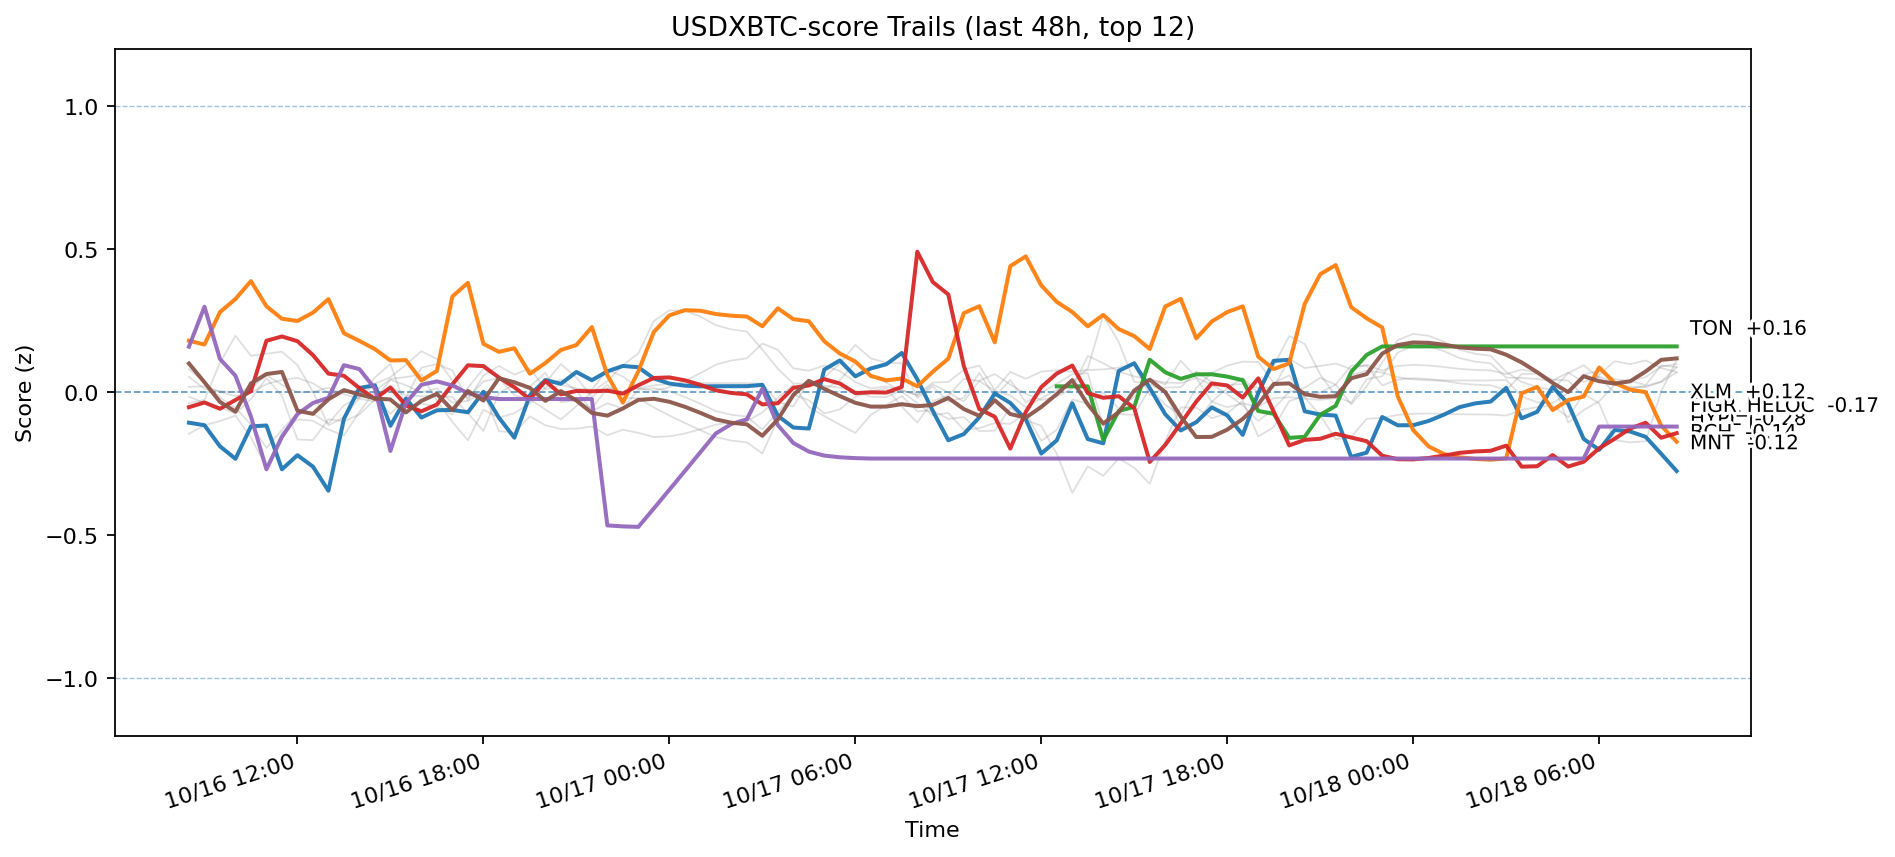 USDXBTC-score Trails (last 48h, top 12)
Score (z)
1.0
0.5
0.0
−0.5
−1.0
TON +0.16
XLM +0.12
FIGR_HELOC -0.17
MNT -0.12
10/16 12:00
10/16 18:00
10/17 00:00
10/17 06:00
10/17 12:00
10/17 18:00
10/18 00:00
10/18 06:00
Time